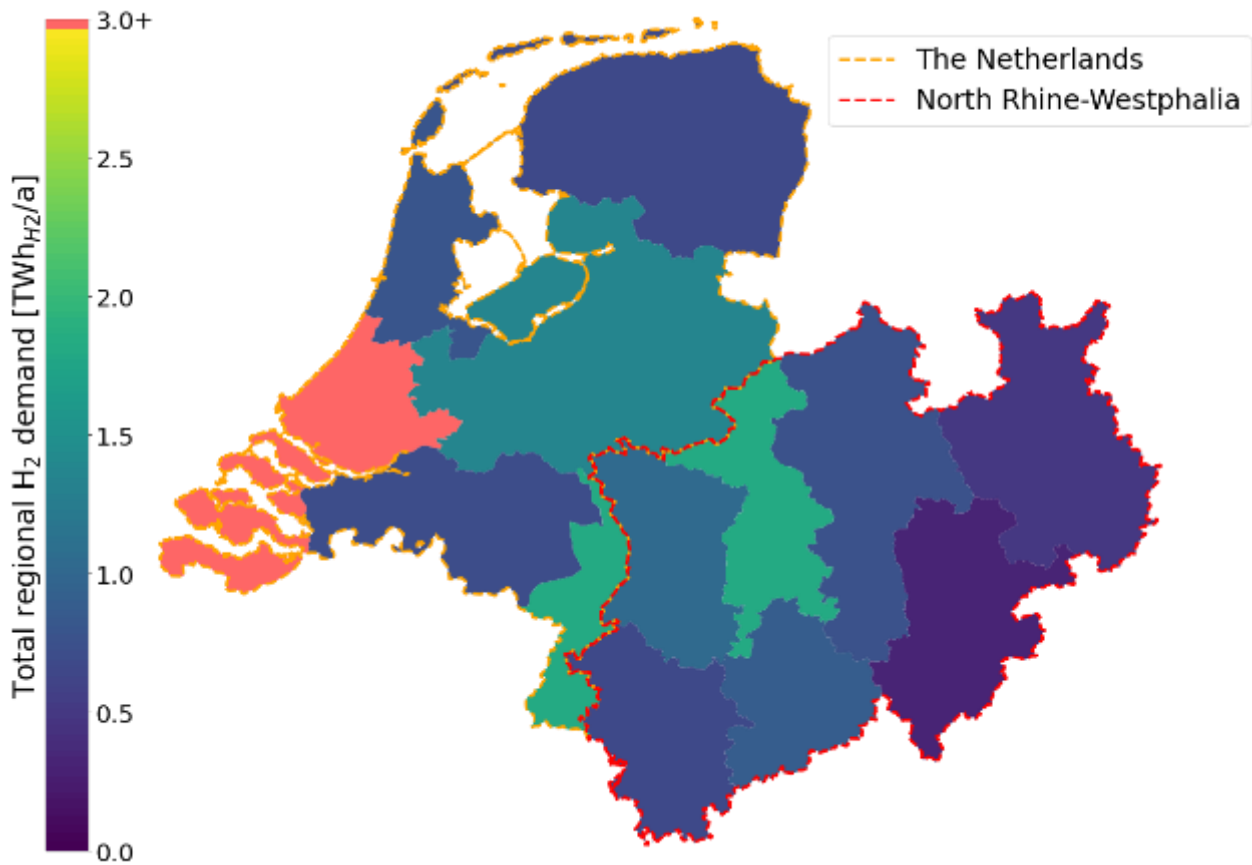 3.0+
2.5
2.0
1.5
1.0
0.5
0.0
Total regional H₂ demand [TWh_H2/a]
The Netherlands
North Rhine-Westphalia